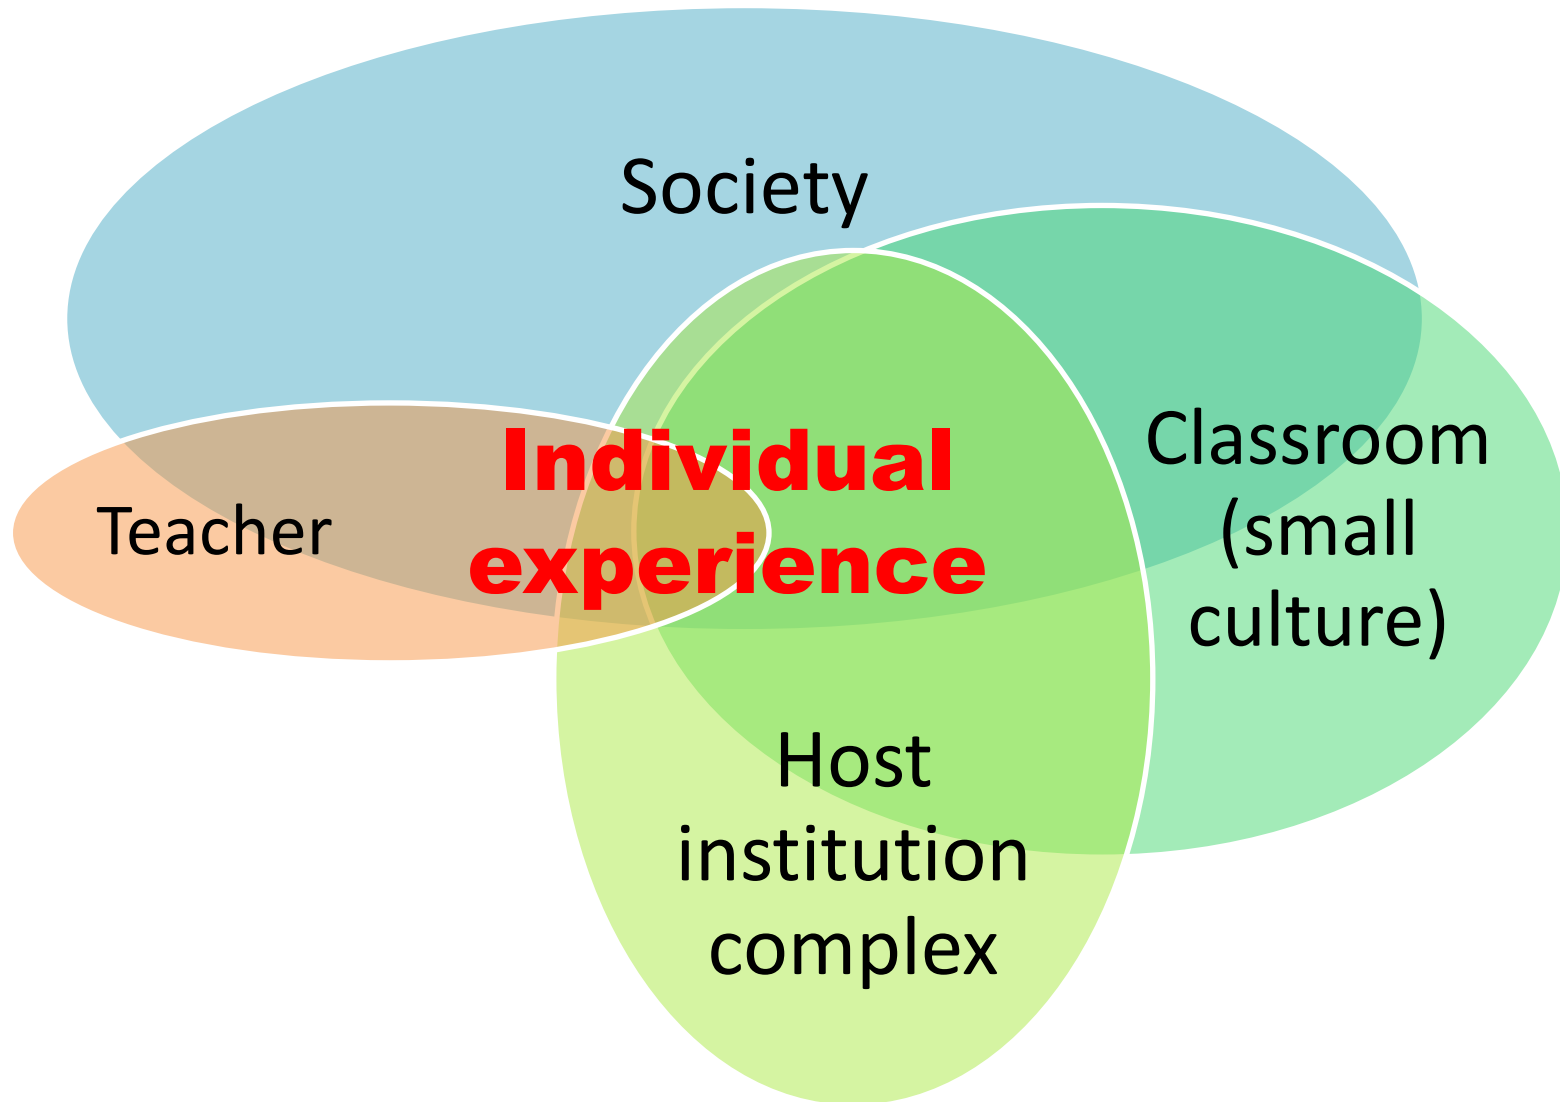 Society
Individual
experience
Teacher
Classroom
(small
culture)
Host
institution
complex